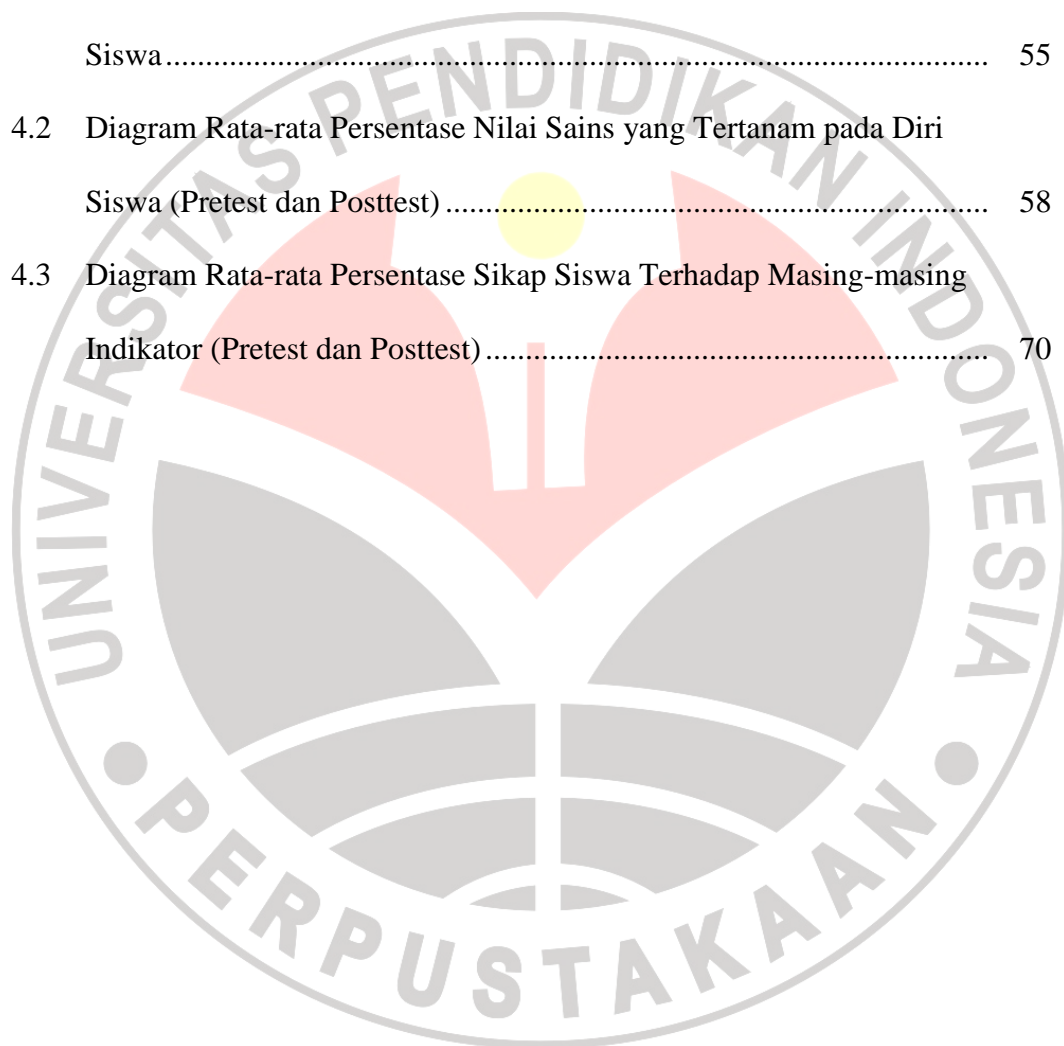 Siswa.................................................................................................... 55
4.2 Diagram Rata-rata Persentase Nilai Sains yang Tertanam pada Diri
Siswa (Pretest dan Posttest) ..................................................................... 58
4.3 Diagram Rata-rata Persentase Sikap Siswa Terhadap Masing-masing
Indikator (Pretest dan Posttest) ................................................................ 70
UNIVERSITAS PENDIDIKAN INDONESIA
PERPUSTAKAAN